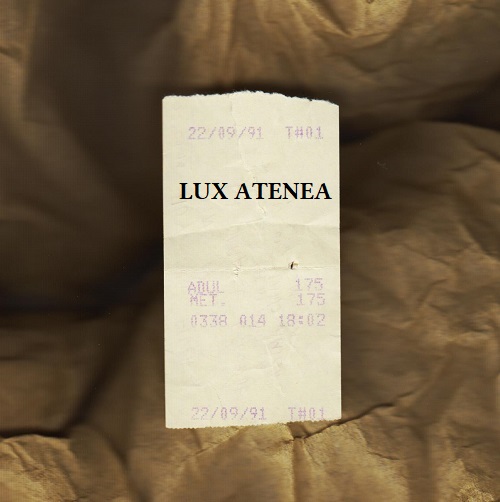 22/09/91 T#01
LUX ATENEA
ADUL 175
MET. 175
0338 014 18:02
22/09/91 T#01